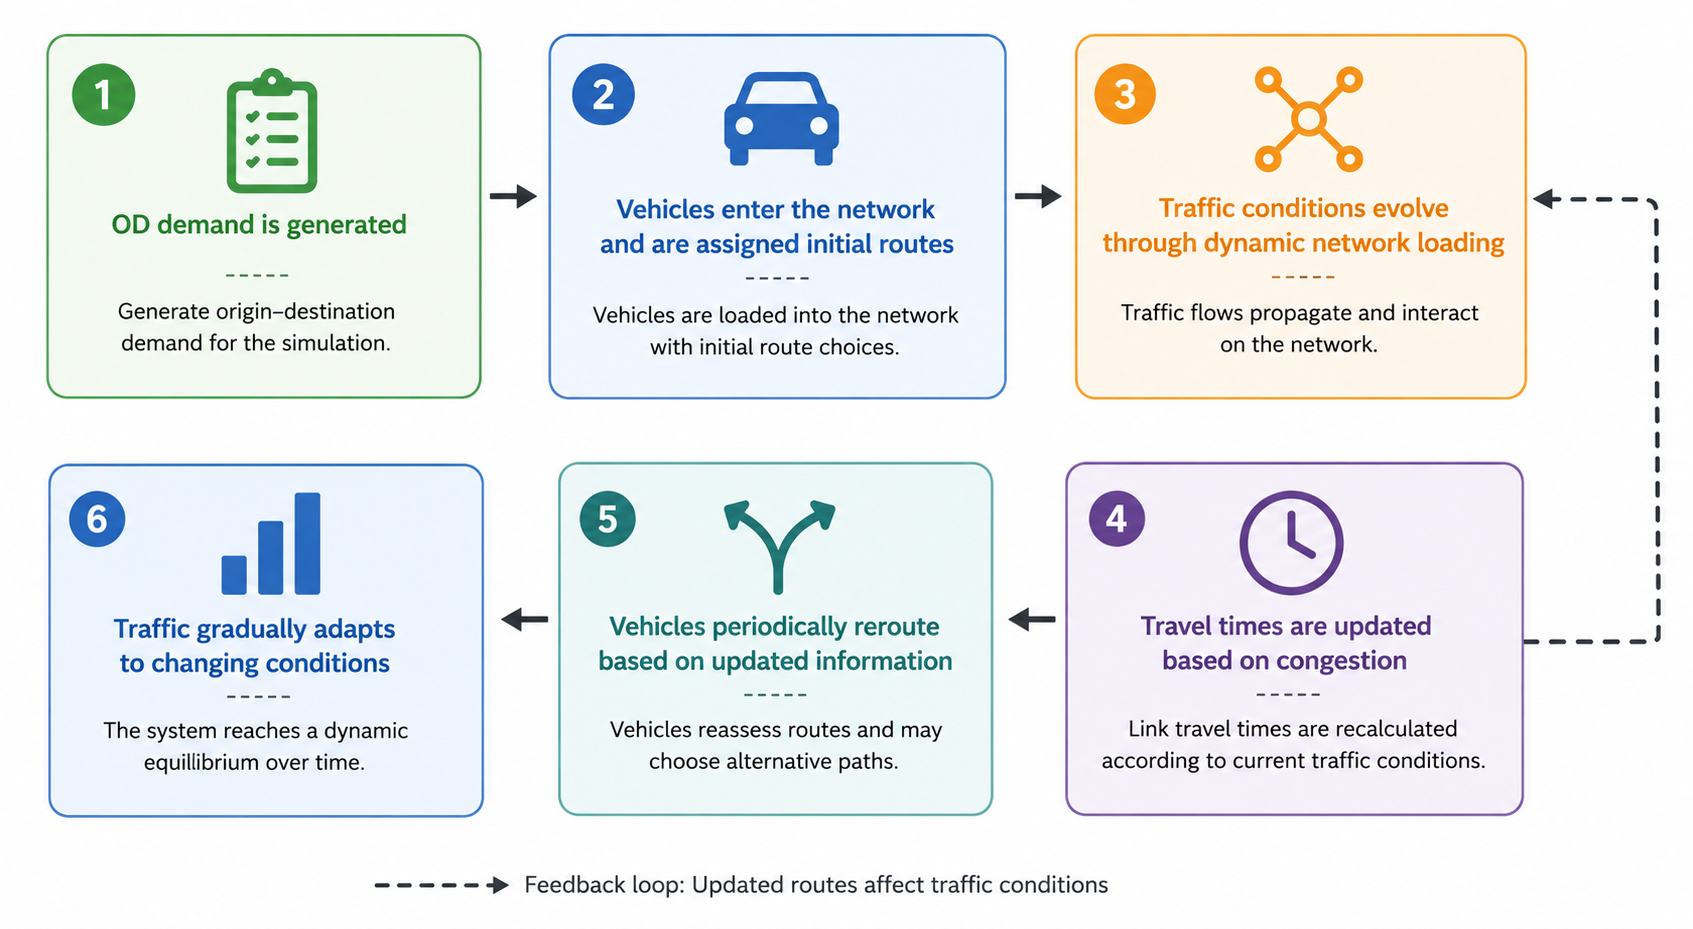 1
OD demand is generated
Generate origin–destination
demand for the simulation.
2
Vehicles enter the network
and are assigned initial routes
Vehicles are loaded into the network
with initial route choices.
3
Traffic conditions evolve
through dynamic network loading
Traffic flows propagate and interact
on the network.
4
Travel times are updated
based on congestion
Link travel times are recalculated
according to current traffic conditions.
5
Vehicles periodically reroute
based on updated information
Vehicles reassess routes and may
choose alternative paths.
6
Traffic gradually adapts
to changing conditions
The system reaches a dynamic
equillibrium over time.
Feedback loop: Updated routes affect traffic conditions